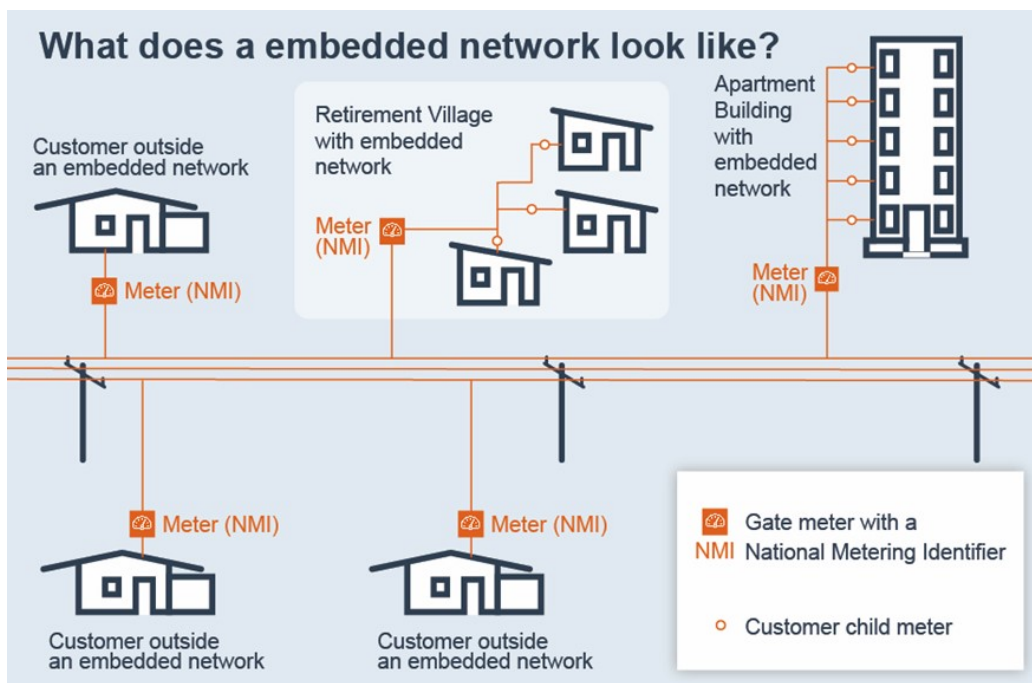 What does a embedded network look like?
Customer outside
an embedded network
Meter (NMI)
Retirement Village
with embedded
network
Meter
(NMI)
Apartment
Building
with
embedded
network
Meter
(NMI)
Meter (NMI)
Customer outside
an embedded network
Meter (NMI)
Customer outside
an embedded network
Gate meter with a
NMI National Metering Identifier
Customer child meter